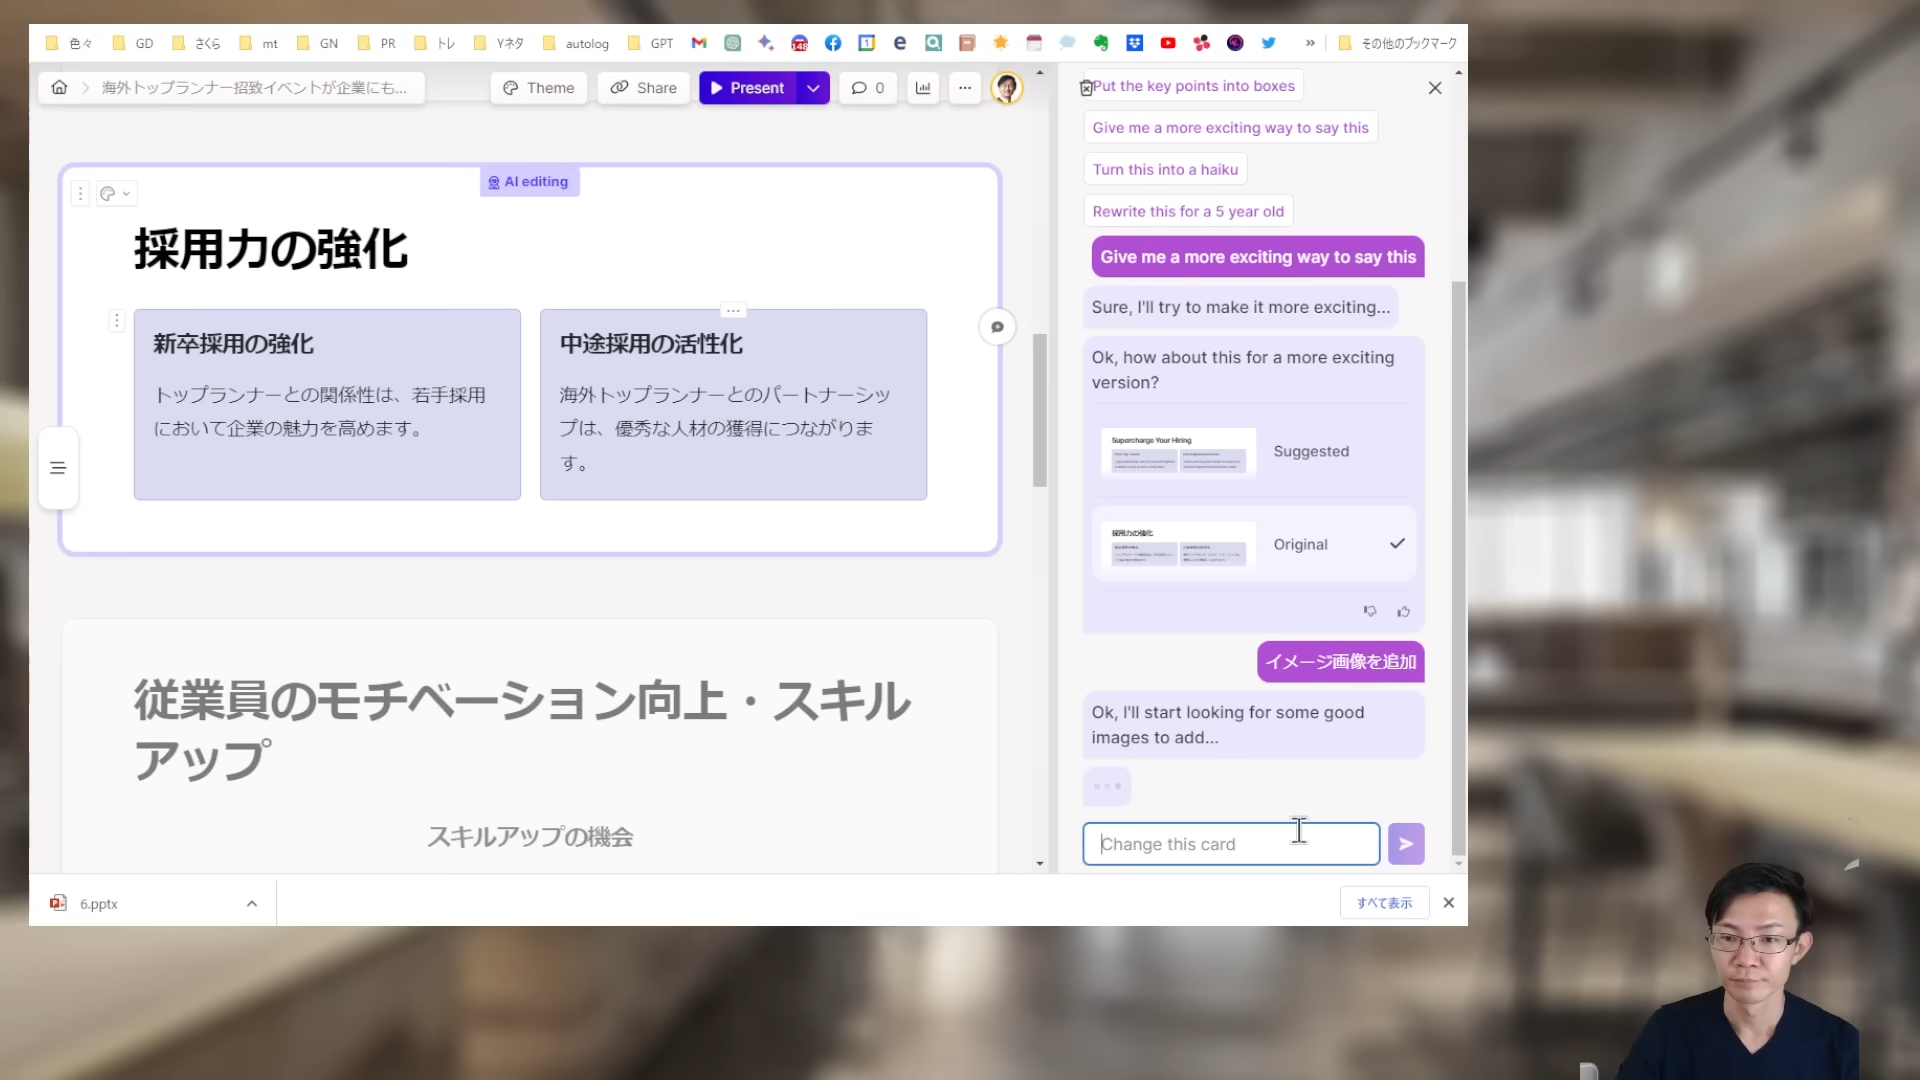 色々
GD
さくら
mt
GN
PR
トレ
Yネタ
autolog
GPT
148
1
»
その他のブックマーク
海外トップランナー招致イベントが企業にも...
Theme
Share
Present
0
AI editing
採用力の強化
新卒採用の強化
トップランナーとの関係性は、若手採用
において企業の魅力を高めます。
中途採用の活性化
海外トップランナーとのパートナーシッ
プは、優秀な人材の獲得につながりま
す。
従業員のモチベーション向上・スキル
アップ
スキルアップの機会
Put the key points into boxes
Give me a more exciting way to say this
Turn this into a haiku
Rewrite this for a 5 year old
Give me a more exciting way to say this
Sure, I'll try to make it more exciting...
Ok, how about this for a more exciting
version?
Supercharge Your Hiring
Suggested
採用力の強化
Original
イメージ画像を追加
Ok, I'll start looking for some good
images to add...
Change this card
6.pptx
すべて表示